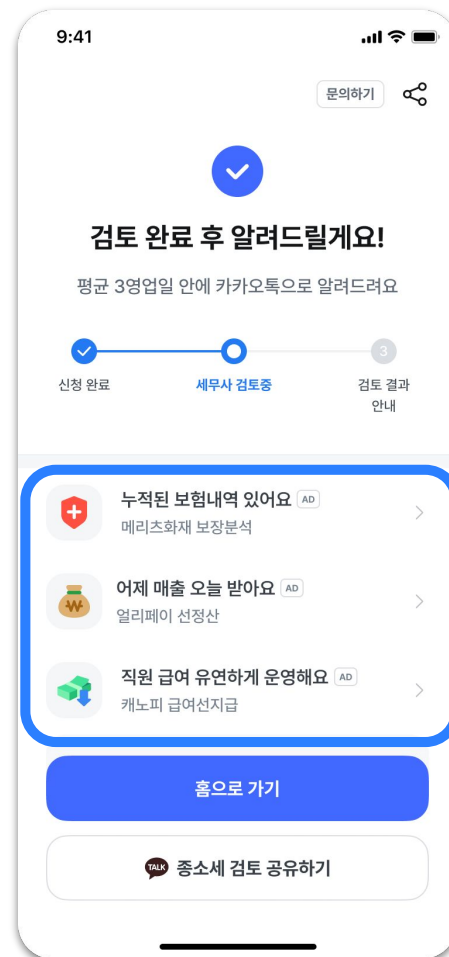 9:41
문의하기
검토 완료 후 알려드릴게요!
평균 3영업일 안에 카카오톡으로 알려드려요
3
신청 완료
세무사 검토중
검토 결과
안내
누적된 보험내역 있어요 AD
메리츠화재 보장분석
어제 매출 오늘 받아요 AD
얼리페이 선정산
직원 급여 유연하게 운영해요 AD
캐노피 급여선지급
홈으로 가기
TALK 종소세 검토 공유하기